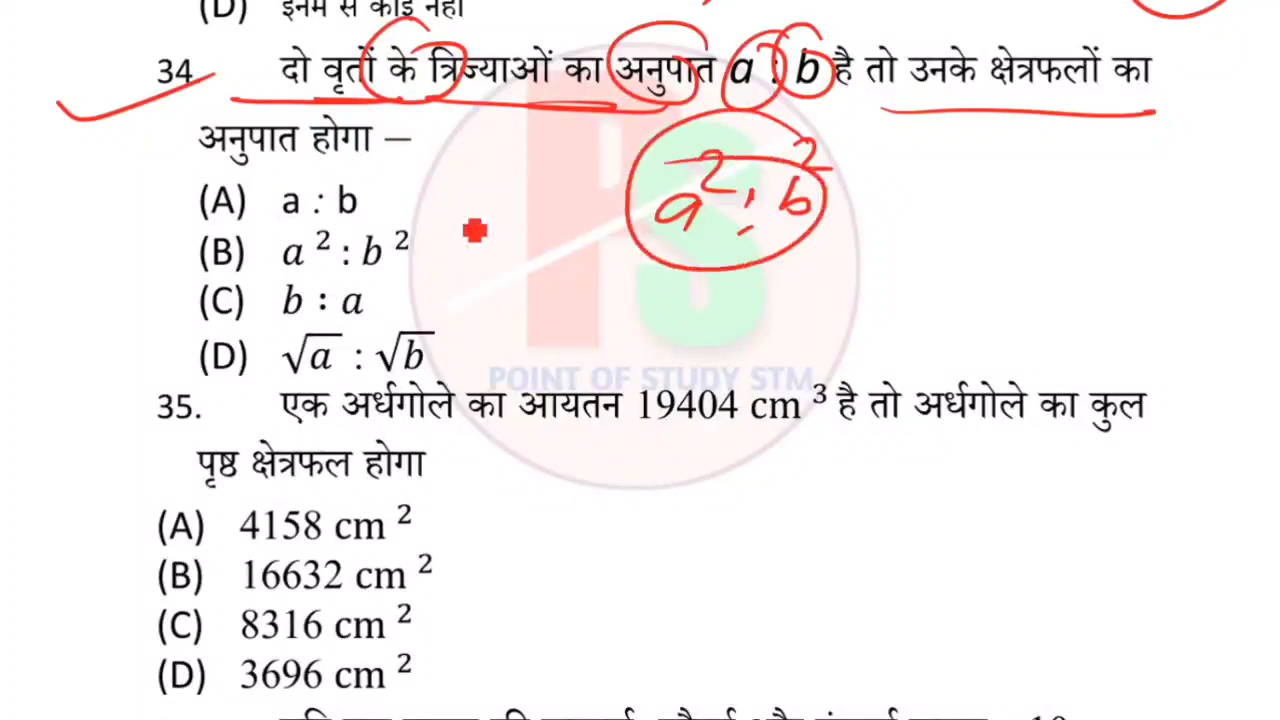 (D) इनमें से कोई नहीं
34 दो वृतों के त्रिज्याओं का अनुपात a : b है तो उनके क्षेत्रफलों का
अनुपात होगा –
a² : b²
(A) a : b
(B) a² : b²
(C) b : a
(D) √a : √b
POINT OF STUDY STM
35. एक अर्धगोले का आयतन 19404 cm³ है तो अर्धगोले का कुल
पृष्ठ क्षेत्रफल होगा
(A) 4158 cm²
(B) 16632 cm²
(C) 8316 cm²
(D) 3696 cm²